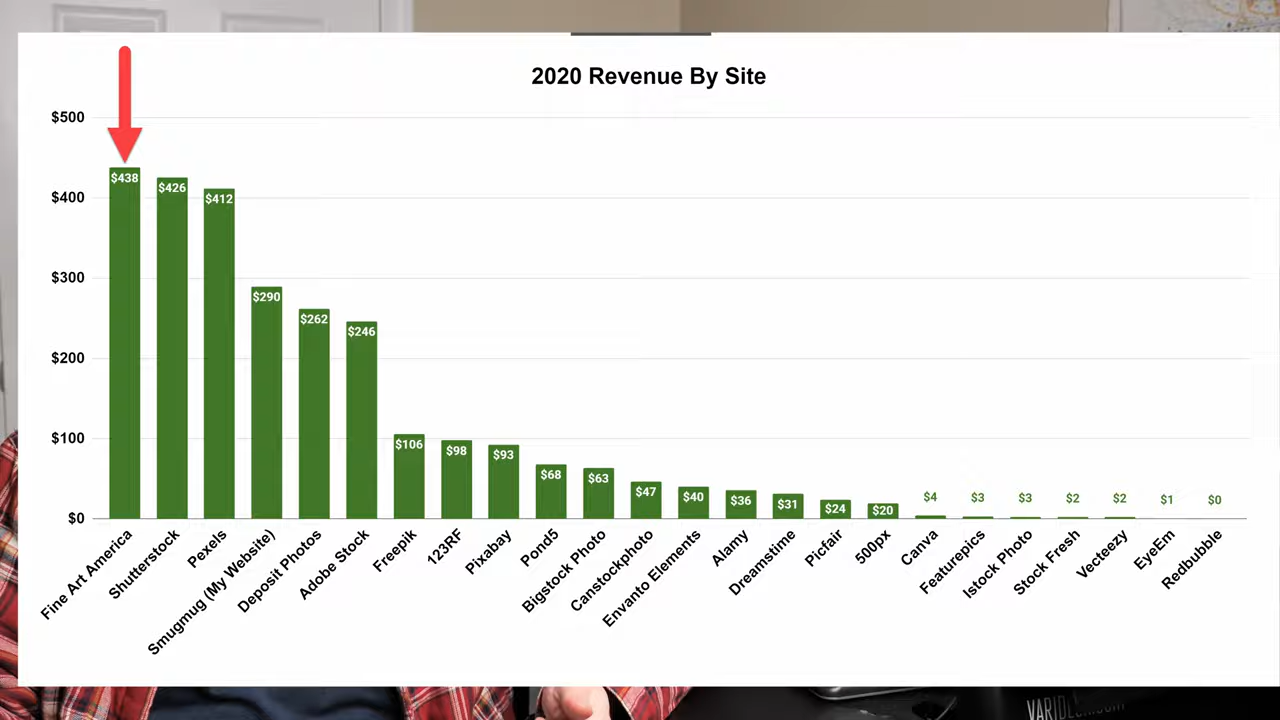 2020 Revenue By Site
$500
$400
$300
$200
$100
$0
$438
$426
$412
$290
$262
$246
$106
$98
$93
$68
$63
$47
$40
$36
$31
$24
$20
$4
$3
$3
$2
$2
$1
$0
Fine Art America
Shutterstock
Pexels
Smugmug (My Website)
Deposit Photos
Adobe Stock
Freepik
123RF
Pixabay
Pond5
Bigstock Photo
Canstockphoto
Envanto Elements
Alamy
Dreamstime
Picfair
500px
Canva
Featurepics
Istock Photo
Stock Fresh
Vecteezy
EyeEm
Redbubble